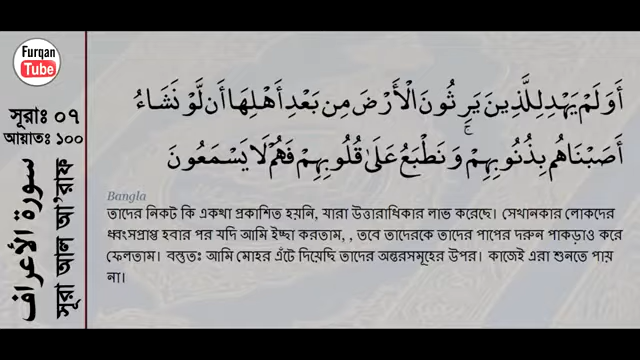 Furqan
Tube
সূরাঃ ০৭
আয়াতঃ ১০০
سورة الأعراف
সূরা আল আ'রাফ
أَوَلَمْ يَهْدِ لِلَّذِينَ يَرِثُونَ الْأَرْضَ مِن بَعْدِ أَهْلِهَا أَن لَّوْ نَشَاءُ
أَصَبْنَاهُم بِذُنُوبِهِمْ ۚ وَنَطْبَعُ عَلَىٰ قُلُوبِهِمْ فَهُمْ لَا يَسْمَعُونَ
Bangla
তাদের নিকট কি একথা প্রকাশিত হয়নি, যারা উত্তারাধিকার লাভ করেছে। সেখানকার লোকদের
ধ্বংসপ্রাপ্ত হবার পর যদি আমি ইচ্ছা করতাম, , তবে তাদেরকে তাদের পাপের দরুন পাকড়াও করে
ফেলতাম। বস্তুতঃ আমি মোহর এঁটে দিয়েছি তাদের অন্তরসমূহের উপর। কাজেই এরা শুনতে পায়
না।